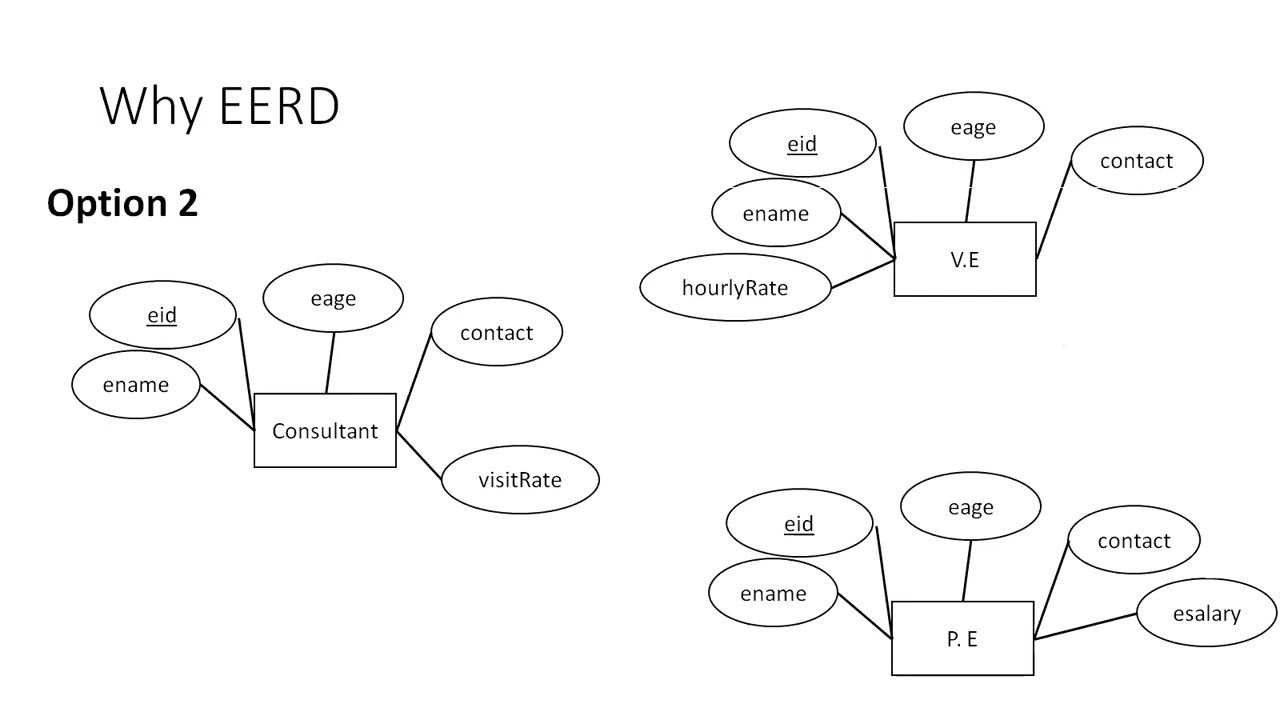 Why EERD
Option 2
eid
eage
contact
ename
Consultant
visitRate
eid
eage
contact
ename
hourlyRate
V.E
eid
eage
contact
ename
esalary
P. E